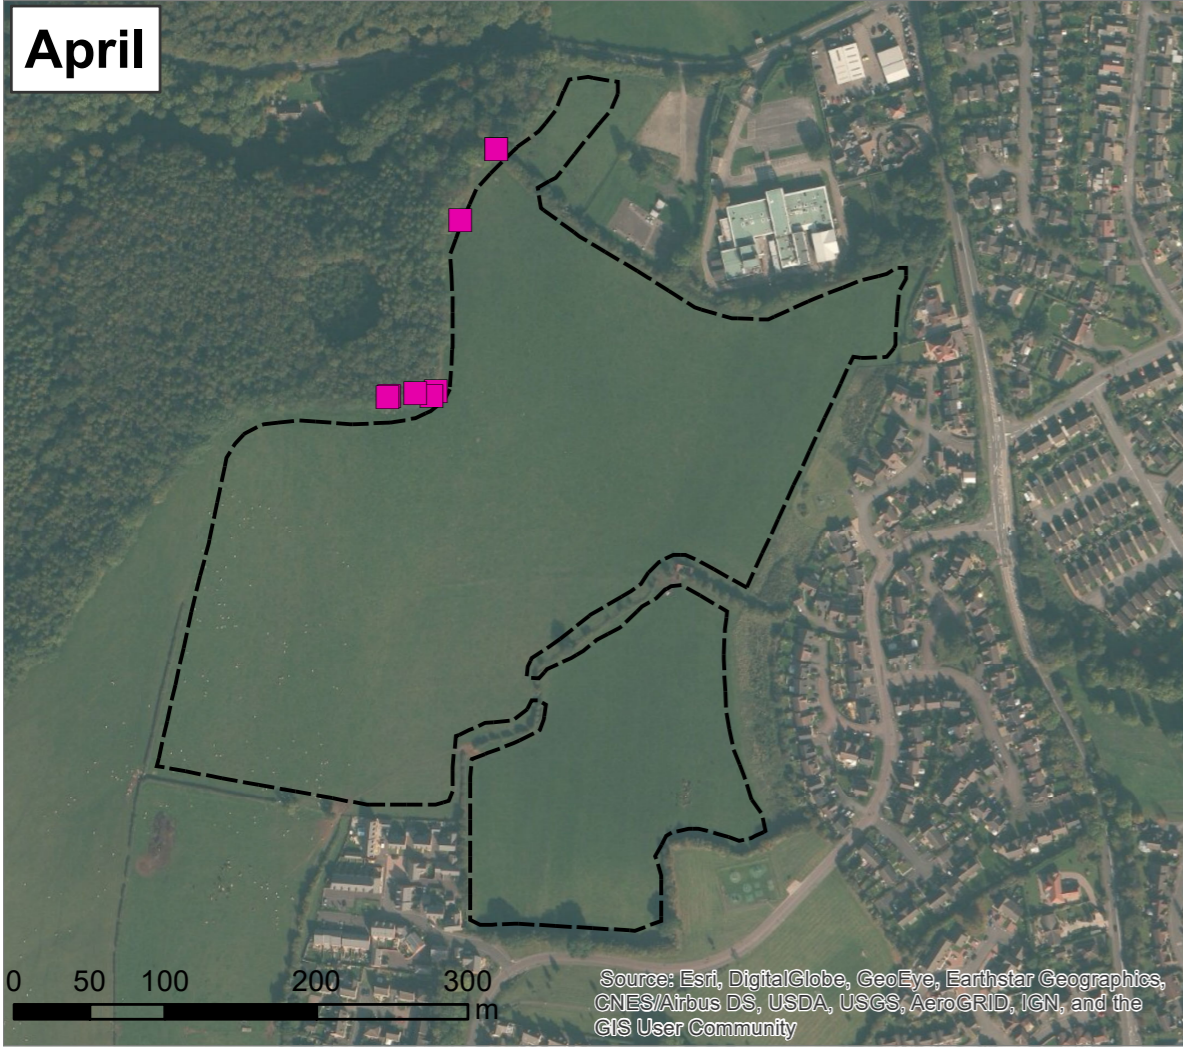 April
0 50 100 200 300
m
Source: Esri, DigitalGlobe, GeoEye, Earthstar Geographics,
CNES/Airbus DS, USDA, USGS, AeroGRID, IGN, and the
GIS User Community